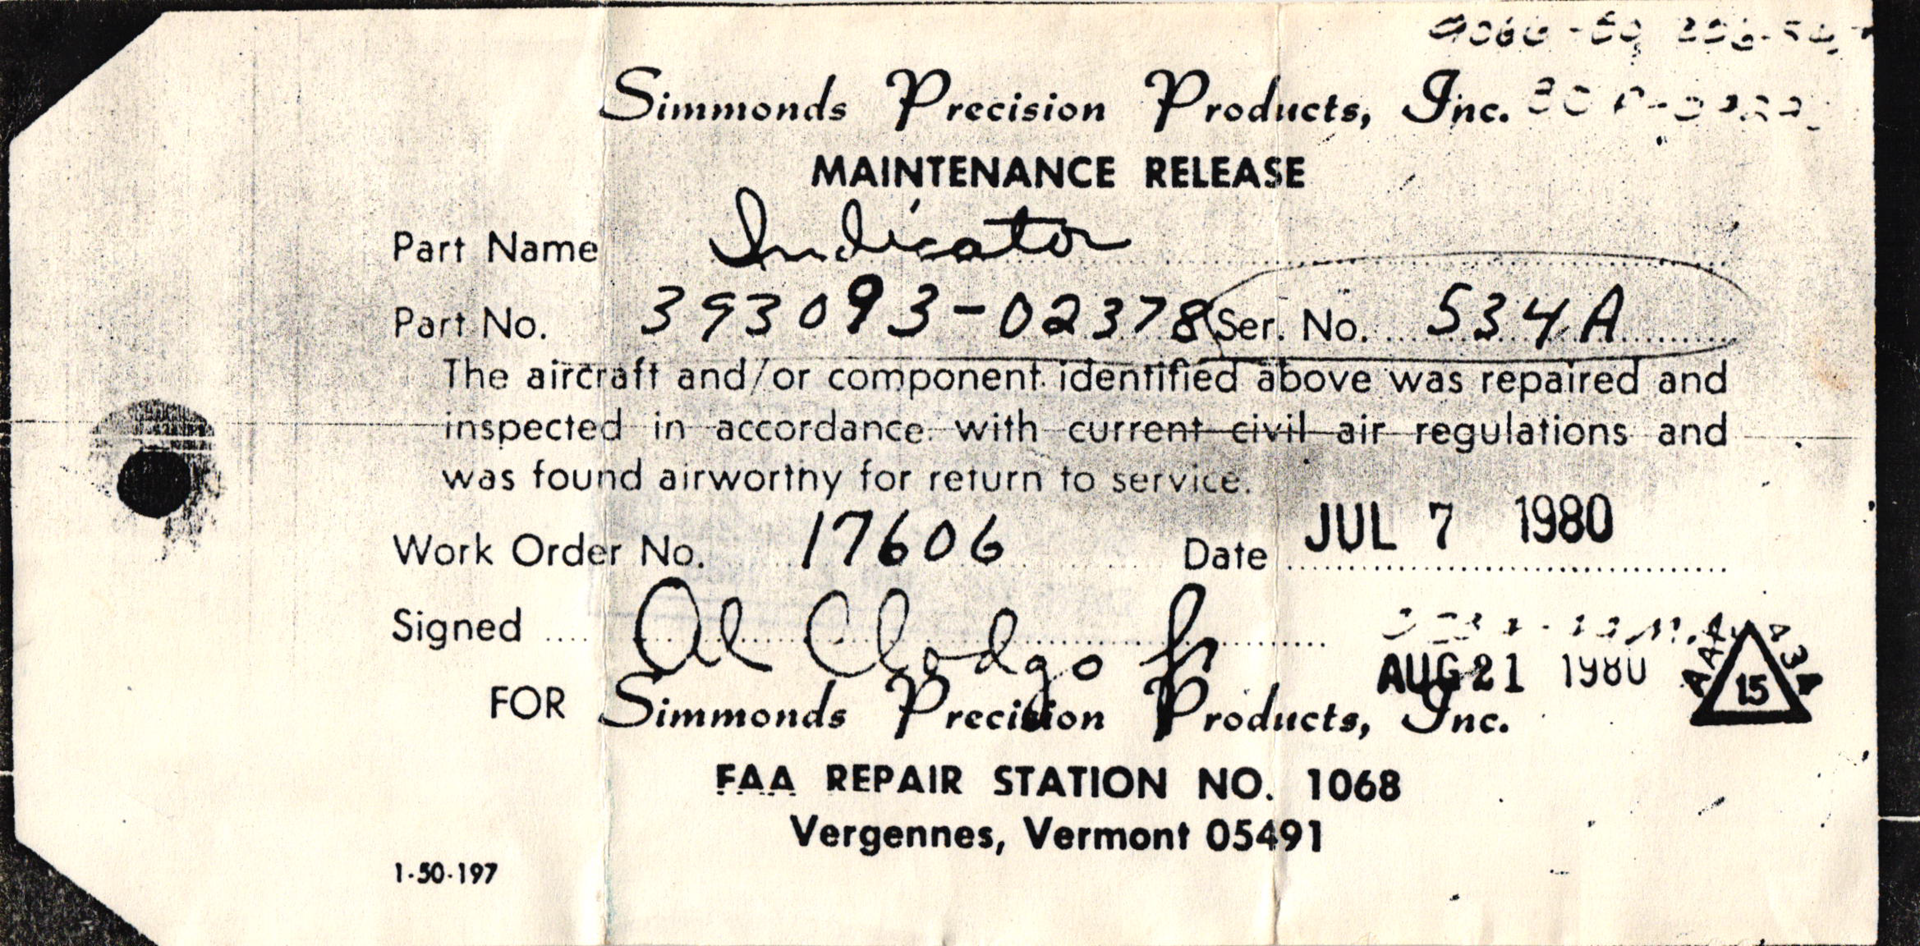 Simmonds Precision Products, Inc.
MAINTENANCE RELEASE
Part Name Indicator
Part No. 393093-02378 Ser. No. 534A
The aircraft and/or component identified above was repaired and
inspected in accordance with current civil air regulations and
was found airworthy for return to service.
Work Order No. 17606 Date JUL 7 1980
Signed Al Clodgo Jr
AUG 21 1980
15
FOR Simmonds Precision Products, Inc.
FAA REPAIR STATION NO. 1068
Vergennes, Vermont 05491
1-50-197